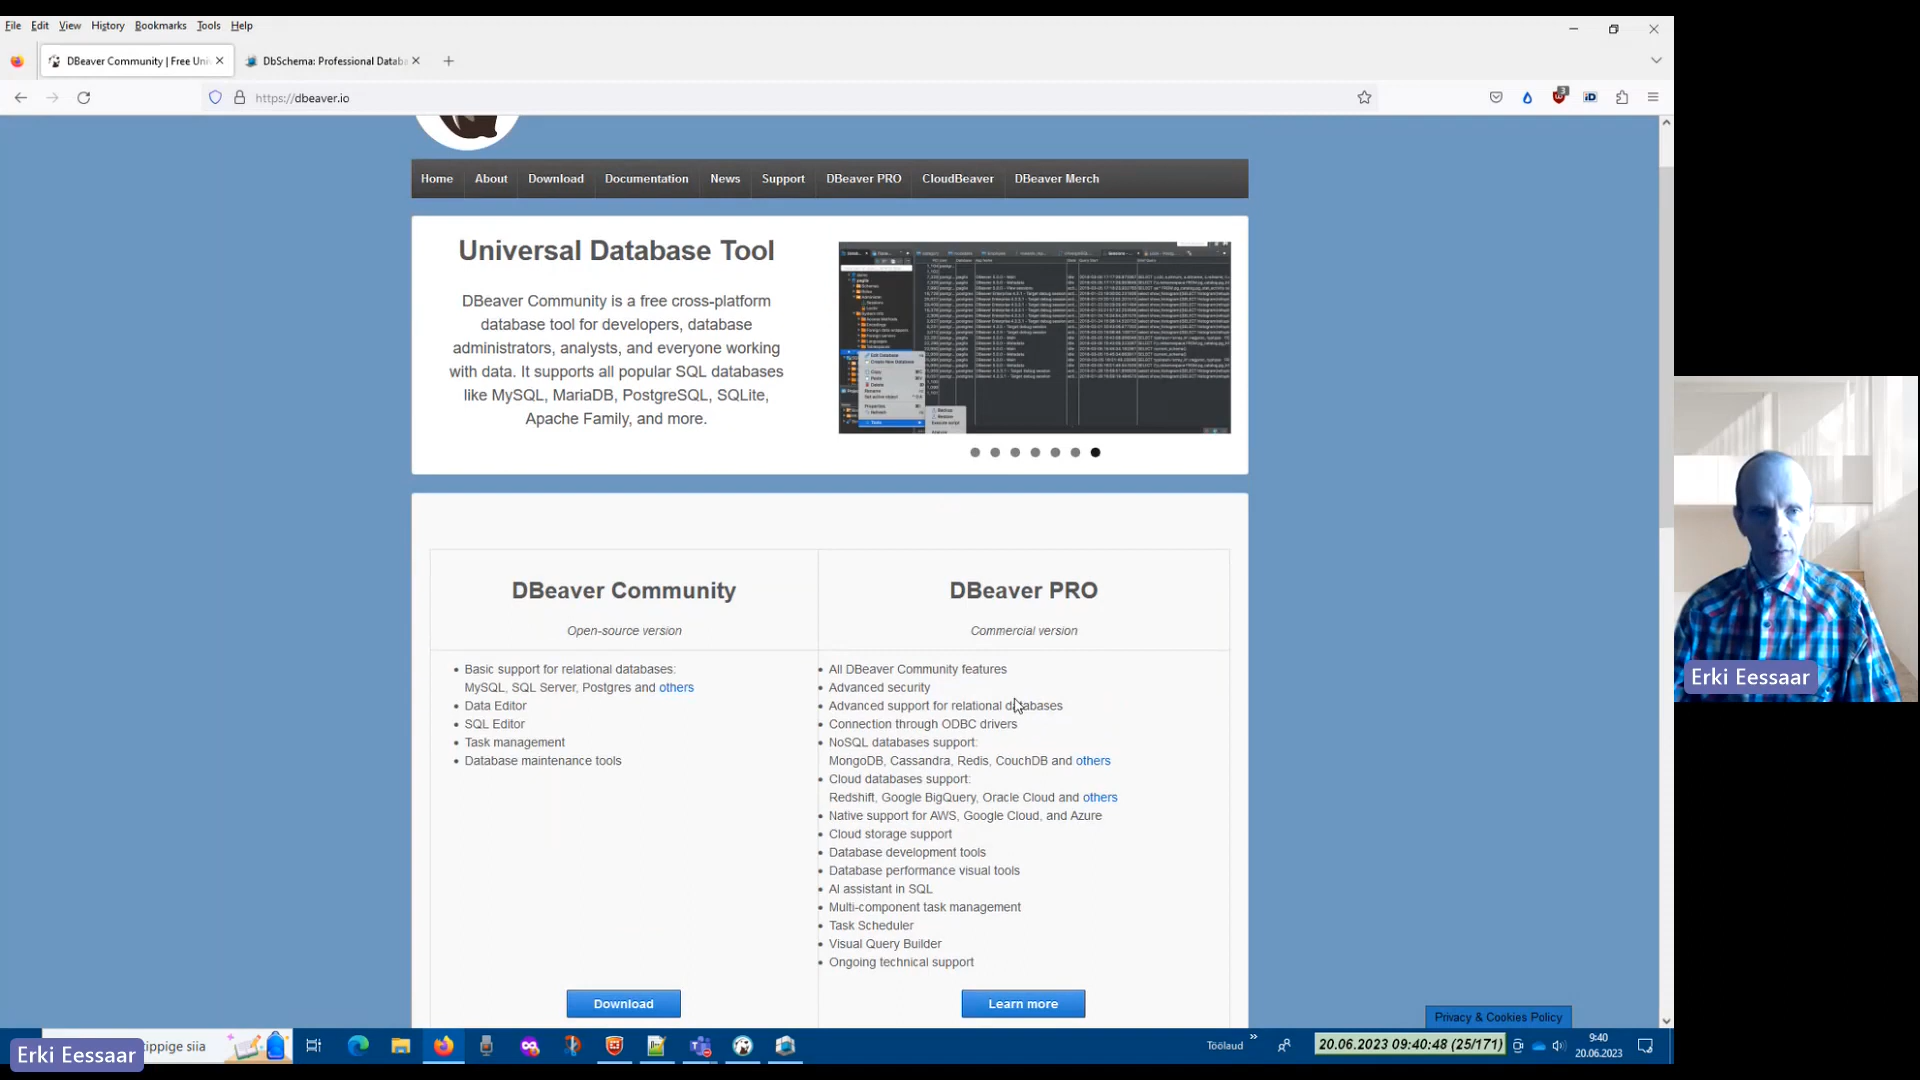 File Edit View History Bookmarks Tools Help
DBeaver Community | Free Uni
DbSchema: Professional Databa
https://dbeaver.io
Home About Download Documentation News Support DBeaver PRO CloudBeaver DBeaver Merch
Universal Database Tool
DBeaver Community is a free cross-platform
database tool for developers, database
administrators, analysts, and everyone working
with data. It supports all popular SQL databases
like MySQL, MariaDB, PostgreSQL, SQLite,
Apache Family, and more.
DBeaver Community
Open-source version
Basic support for relational databases:
MySQL, SQL Server, Postgres and others
Data Editor
SQL Editor
Task management
Database maintenance tools
Download
DBeaver PRO
Commercial version
All DBeaver Community features
Advanced security
Advanced support for relational databases
Connection through ODBC drivers
NoSQL databases support:
MongoDB, Cassandra, Redis, CouchDB and others
Cloud databases support:
Redshift, Google BigQuery, Oracle Cloud and others
Native support for AWS, Google Cloud, and Azure
Cloud storage support
Database development tools
Database performance visual tools
AI assistant in SQL
Multi-component task management
Task Scheduler
Visual Query Builder
Ongoing technical support
Learn more
Privacy & Cookies Policy
Erki Eessaar
Erki Eessaar
ippige siia
Töölaud
20.06.2023 09:40:48 (25/171)
9:40
20.06.2023